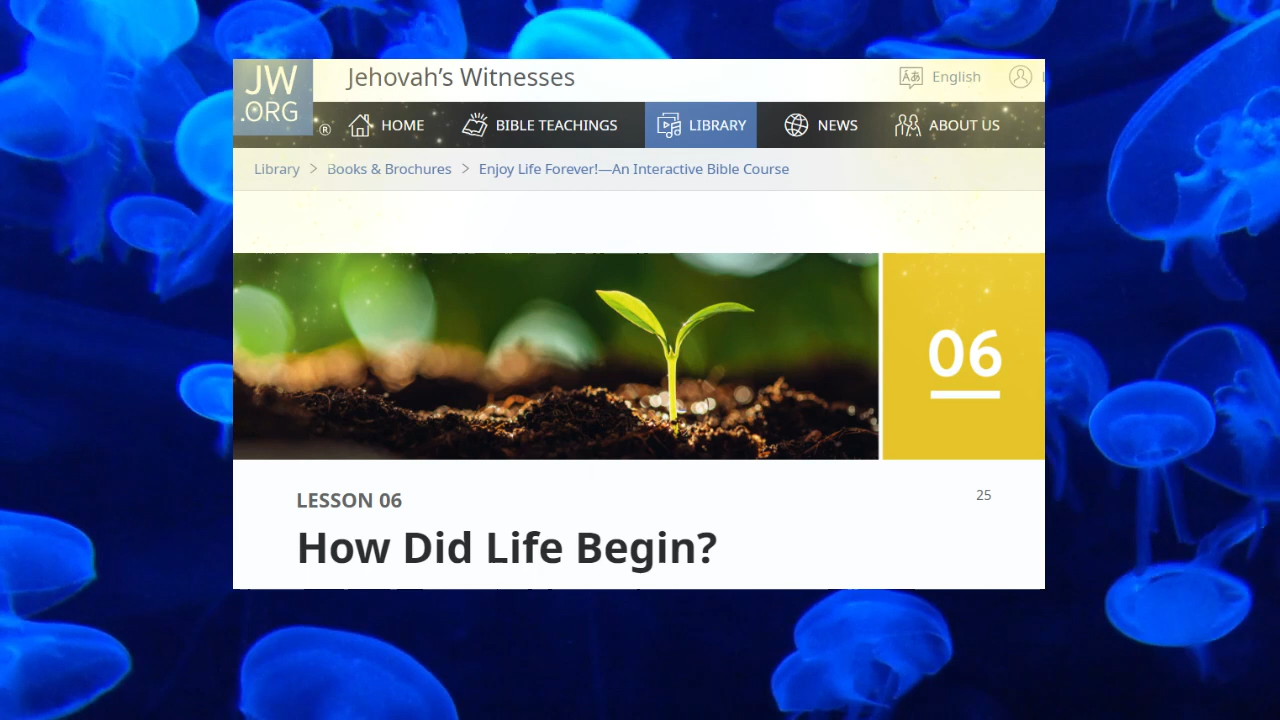 JW
.ORG
®
Jehovah's Witnesses
English
HOME
BIBLE TEACHINGS
LIBRARY
NEWS
ABOUT US
Library > Books & Brochures > Enjoy Life Forever!—An Interactive Bible Course
06
LESSON 06
25
How Did Life Begin?